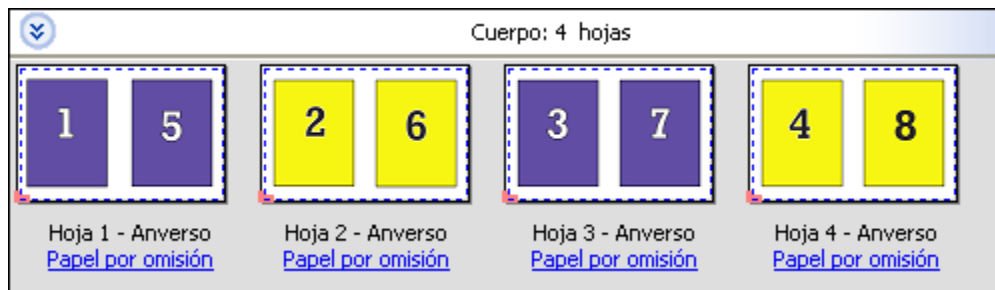 Cuerpo: 4 hojas
1 5 2 6 3 7 4 8
Hoja 1 - Anverso Hoja 2 - Anverso Hoja 3 - Anverso Hoja 4 - Anverso
Papel por omisión Papel por omisión Papel por omisión Papel por omisión